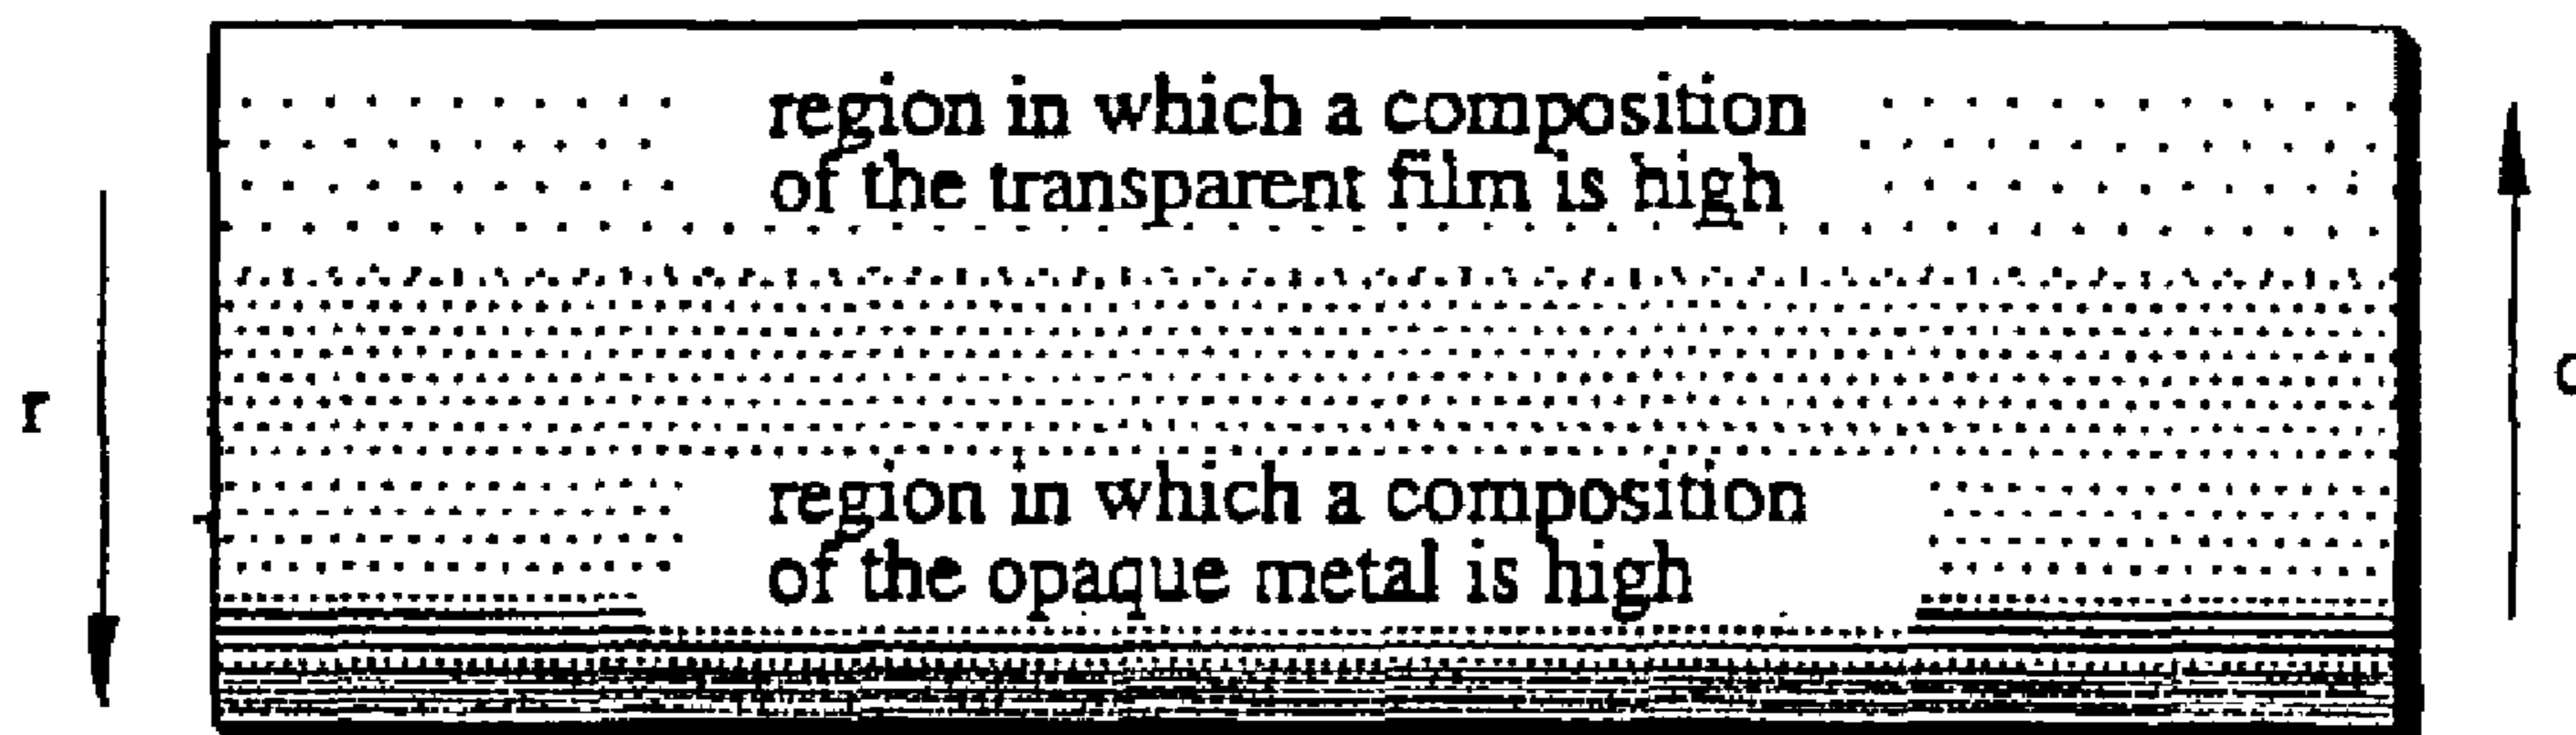 region in which a composition
of the transparent film is high
r
region in which a composition
of the opaque metal is high